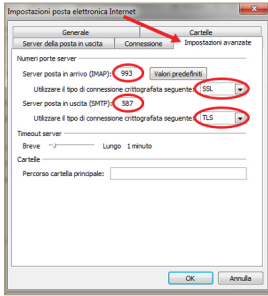 Impostazioni posta elettronica Internet
Generale
Cartelle
Server della posta in uscita
Connessione
Impostazioni avanzate
Numeri porte server
Server posta in arrivo (IMAP): 993 Valori predefiniti
Utilizzare il tipo di connessione crittografata seguente: SSL
Server posta in uscita (SMTP): 587
Utilizzare il tipo di connessione crittografata seguente: TLS
Timeout server
Breve Lungo 1 minuto
Cartelle
Percorso cartella principale:
OK Annulla